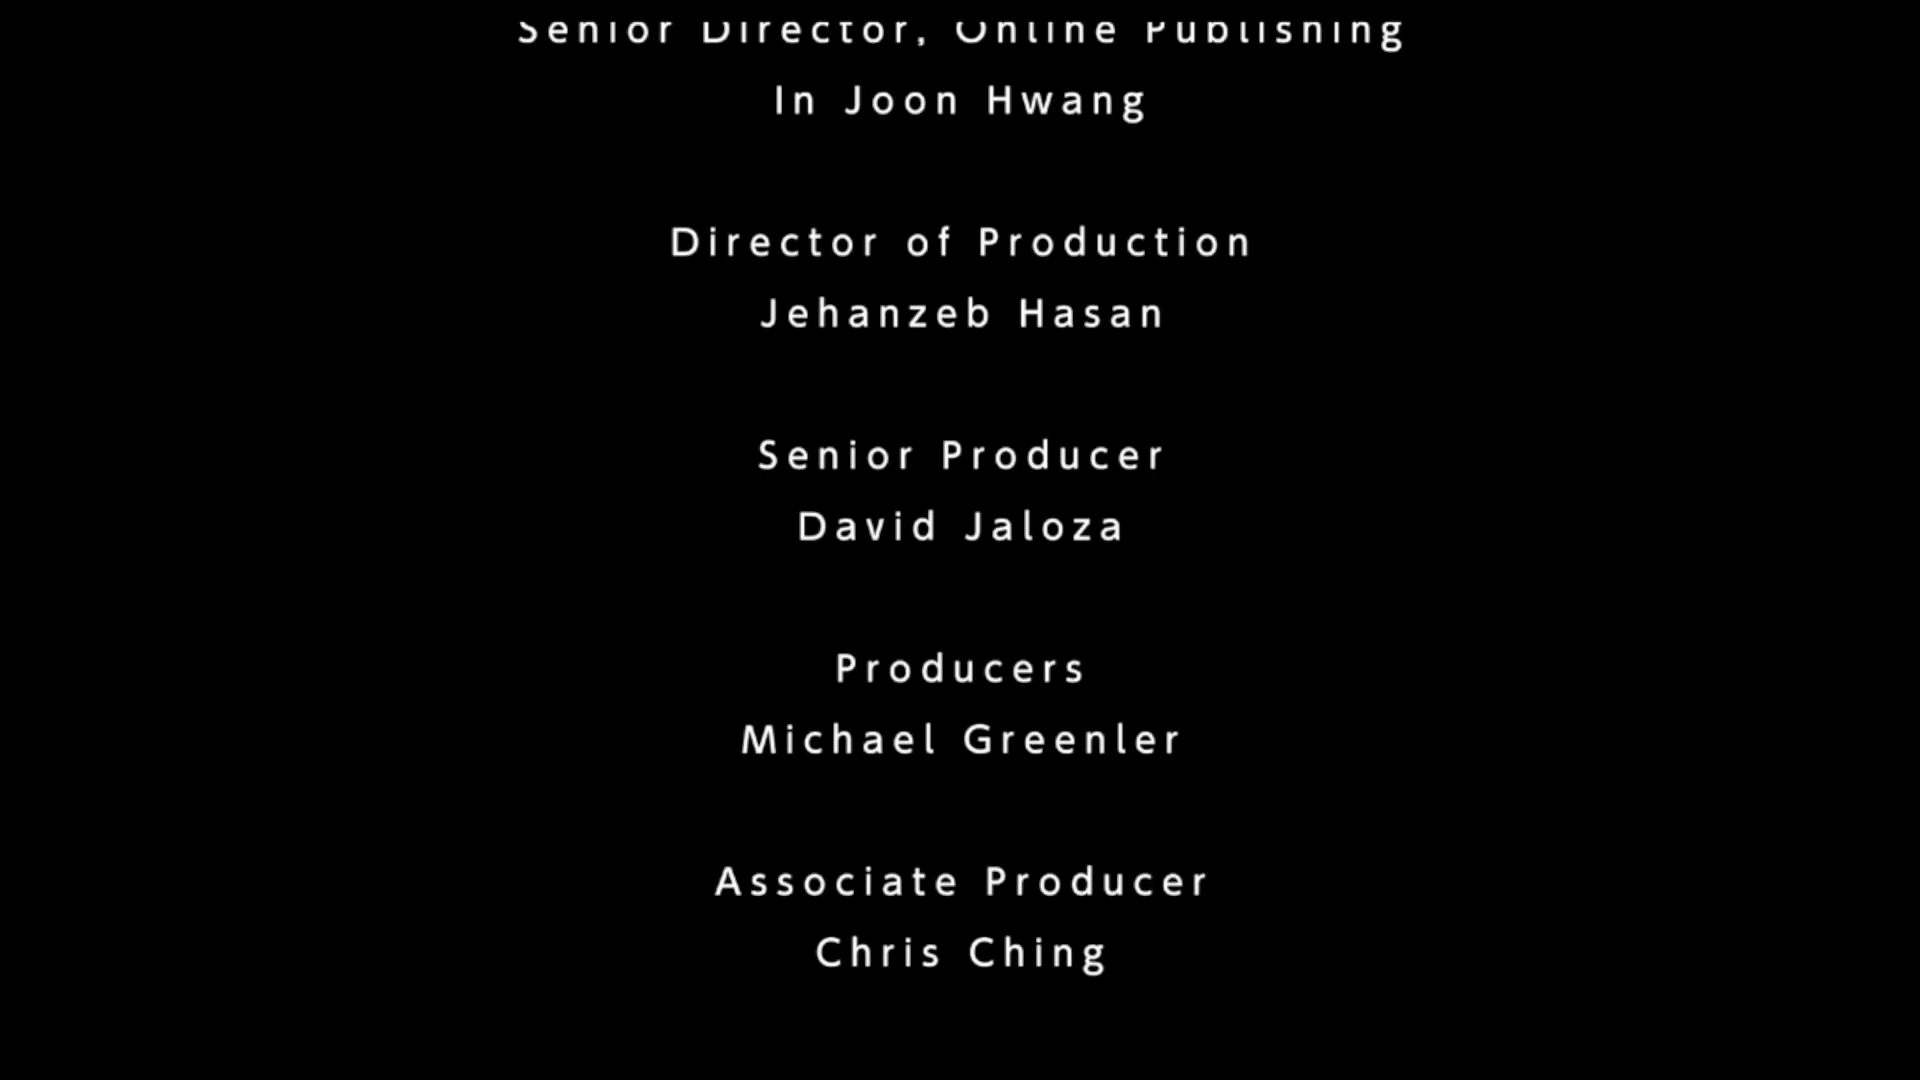 Senior Director, Online Publishing
In Joon Hwang
Director of Production
Jehanzeb Hasan
Senior Producer
David Jaloza
Producers
Michael Greenler
Associate Producer
Chris Ching